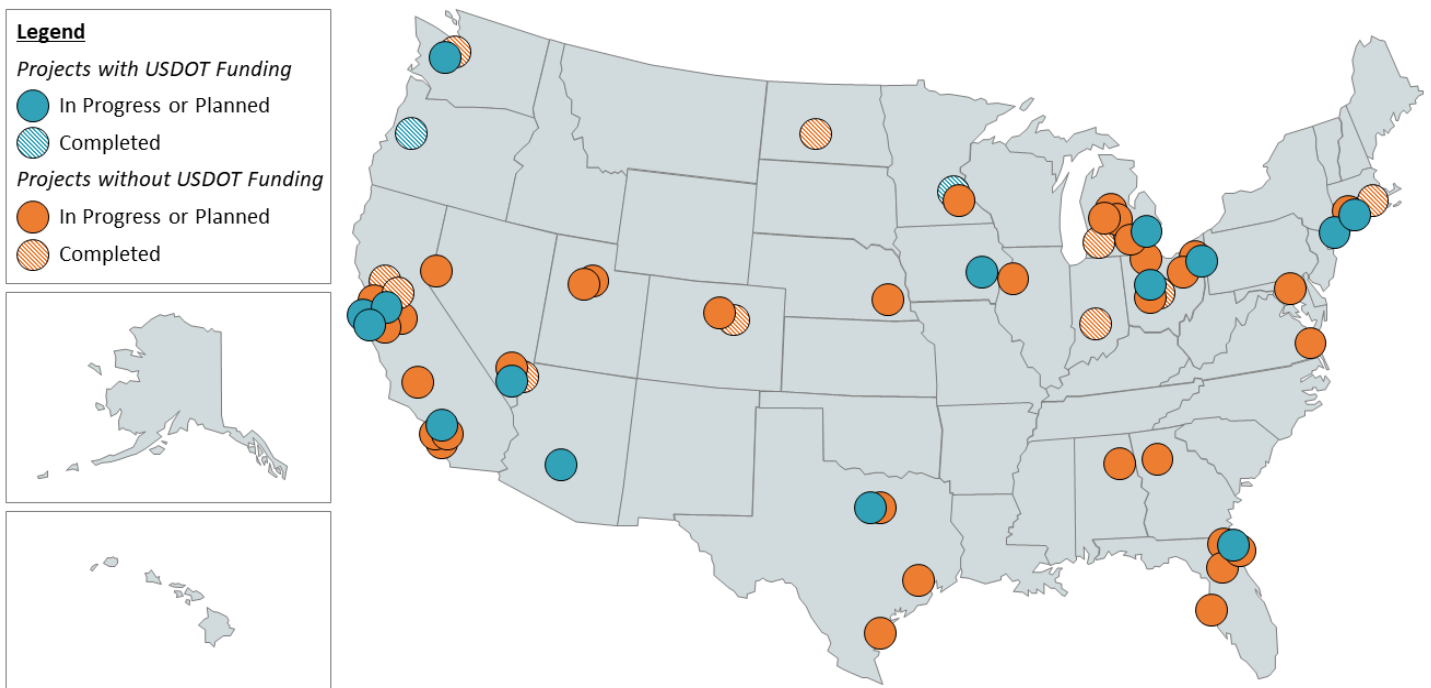 Legend
Projects with USDOT Funding
In Progress or Planned
Completed
Projects without USDOT Funding
In Progress or Planned
Completed